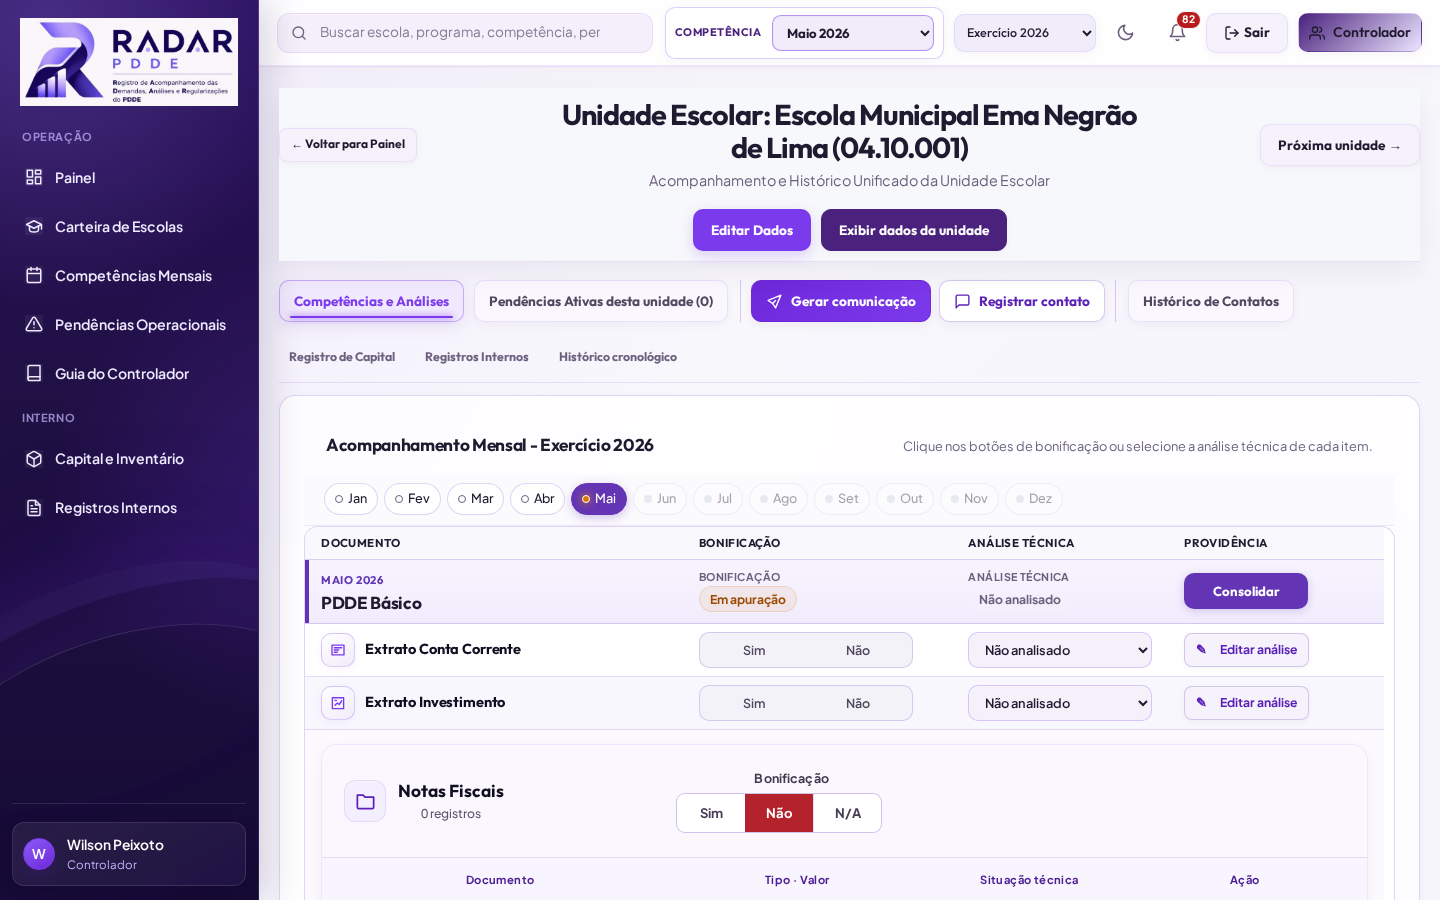 RADAR
PDDE
Registro de Acompanhamento das
Demandas, Análises e Regularizações
do PDDE
OPERAÇÃO
Painel
Carteira de Escolas
Competências Mensais
Pendências Operacionais
Guia do Controlador
INTERNO
Capital e Inventário
Registros Internos
W
Wilson Peixoto
Controlador
Buscar escola, programa, competência, per
COMPETÊNCIA
Maio 2026
Exercício 2026
82
Sair
Controlador
← Voltar para Painel
Unidade Escolar: Escola Municipal Ema Negrão
de Lima (04.10.001)
Acompanhamento e Histórico Unificado da Unidade Escolar
Próxima unidade →
Editar Dados
Exibir dados da unidade
Competências e Análises
Pendências Ativas desta unidade (0)
Gerar comunicação
Registrar contato
Histórico de Contatos
Registro de Capital
Registros Internos
Histórico cronológico
Acompanhamento Mensal - Exercício 2026
Clique nos botões de bonificação ou selecione a análise técnica de cada item.
Jan
Fev
Mar
Abr
Mai
Jun
Jul
Ago
Set
Out
Nov
Dez
DOCUMENTO
BONIFICAÇÃO
ANÁLISE TÉCNICA
PROVIDÊNCIA
MAIO 2026
PDDE Básico
BONIFICAÇÃO
Em apuração
ANÁLISE TÉCNICA
Não analisado
Consolidar
Extrato Conta Corrente
Sim
Não
Não analisado
✎ Editar análise
Extrato Investimento
Sim
Não
Não analisado
✎ Editar análise
Notas Fiscais
0 registros
Bonificação
Sim
Não
N/A
Documento
Tipo · Valor
Situação técnica
Ação